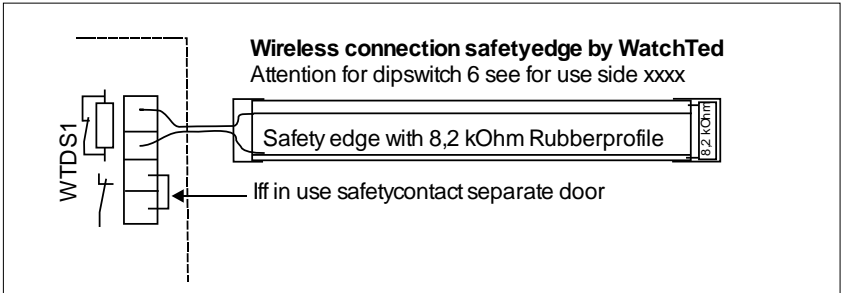 Wireless connection safetyedge by WatchTed
Attention for dipswitch 6 see for use side xxxx
WTDS1
Safety edge with 8,2 kOhm Rubberprofile
8,2 kOhm
Iff in use safetycontact separate door